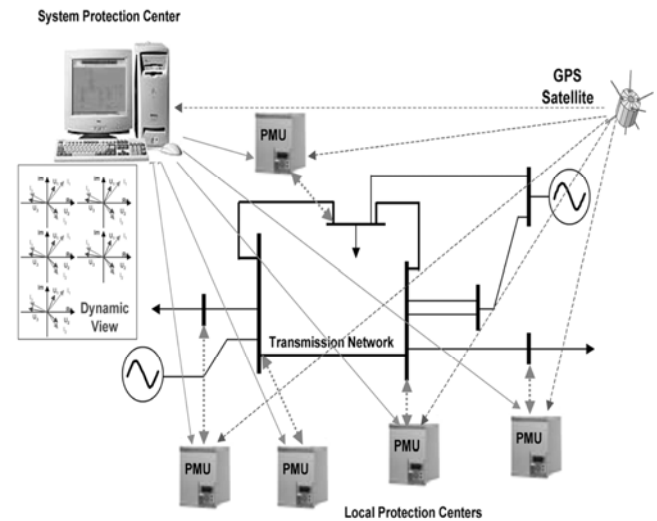 System Protection Center
GPS
Satellite
PMU
Dynamic
View
Transmission Network
PMU
PMU
PMU
PMU
Local Protection Centers